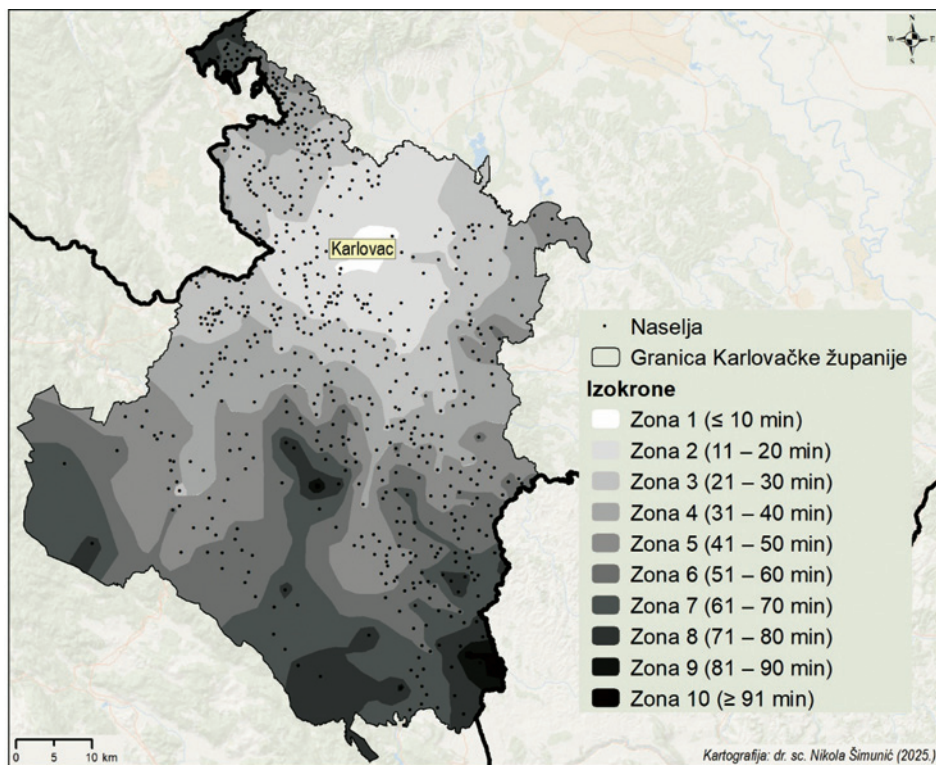 N
W E
S
Karlovac
Naselja
Granica Karlovačke županije
Izokrone
Zona 1 (≤ 10 min)
Zona 2 (11 – 20 min)
Zona 3 (21 – 30 min)
Zona 4 (31 – 40 min)
Zona 5 (41 – 50 min)
Zona 6 (51 – 60 min)
Zona 7 (61 – 70 min)
Zona 8 (71 – 80 min)
Zona 9 (81 – 90 min)
Zona 10 (≥ 91 min)
0 5 10 km
Kartografija: dr. sc. Nikola Šimunić (2025.)